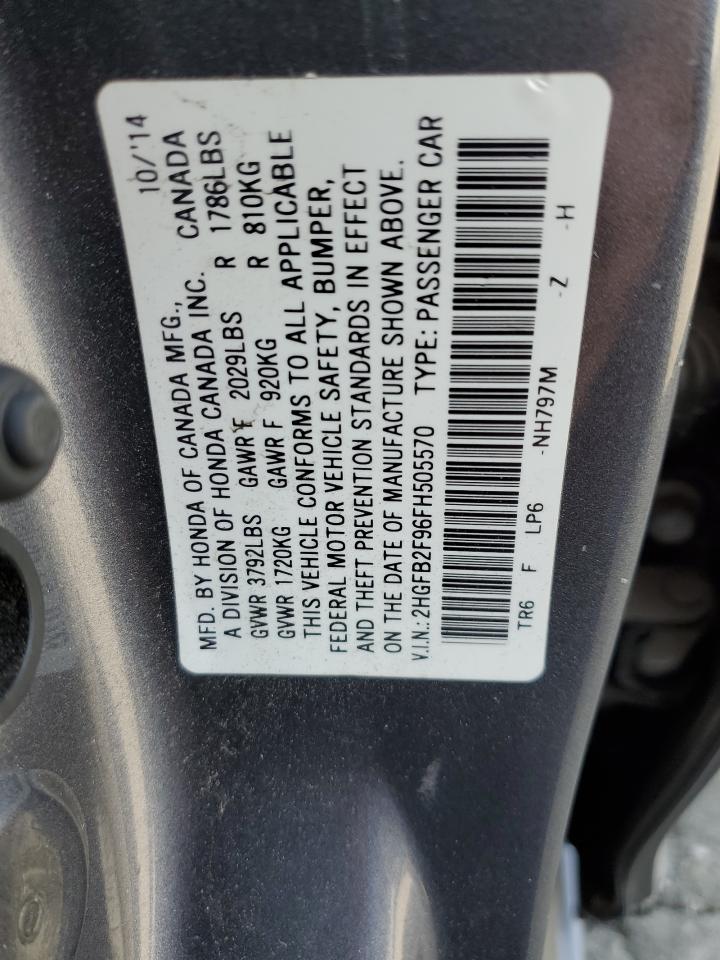 10/'14
MFD. BY HONDA OF CANADA MFG., CANADA
A DIVISION OF HONDA CANADA INC.
GVWR 3792LBS GAWR F 2029LBS R 1786LBS
GVWR 1720KG GAWR F 920KG R 810KG
THIS VEHICLE CONFORMS TO ALL APPLICABLE
FEDERAL MOTOR VEHICLE SAFETY, BUMPER,
AND THEFT PREVENTION STANDARDS IN EFFECT
ON THE DATE OF MANUFACTURE SHOWN ABOVE.
V.I.N.: 2HGFB2F96FH505570 TYPE: PASSENGER CAR
TR6 F LP6 -NH797M -Z -H